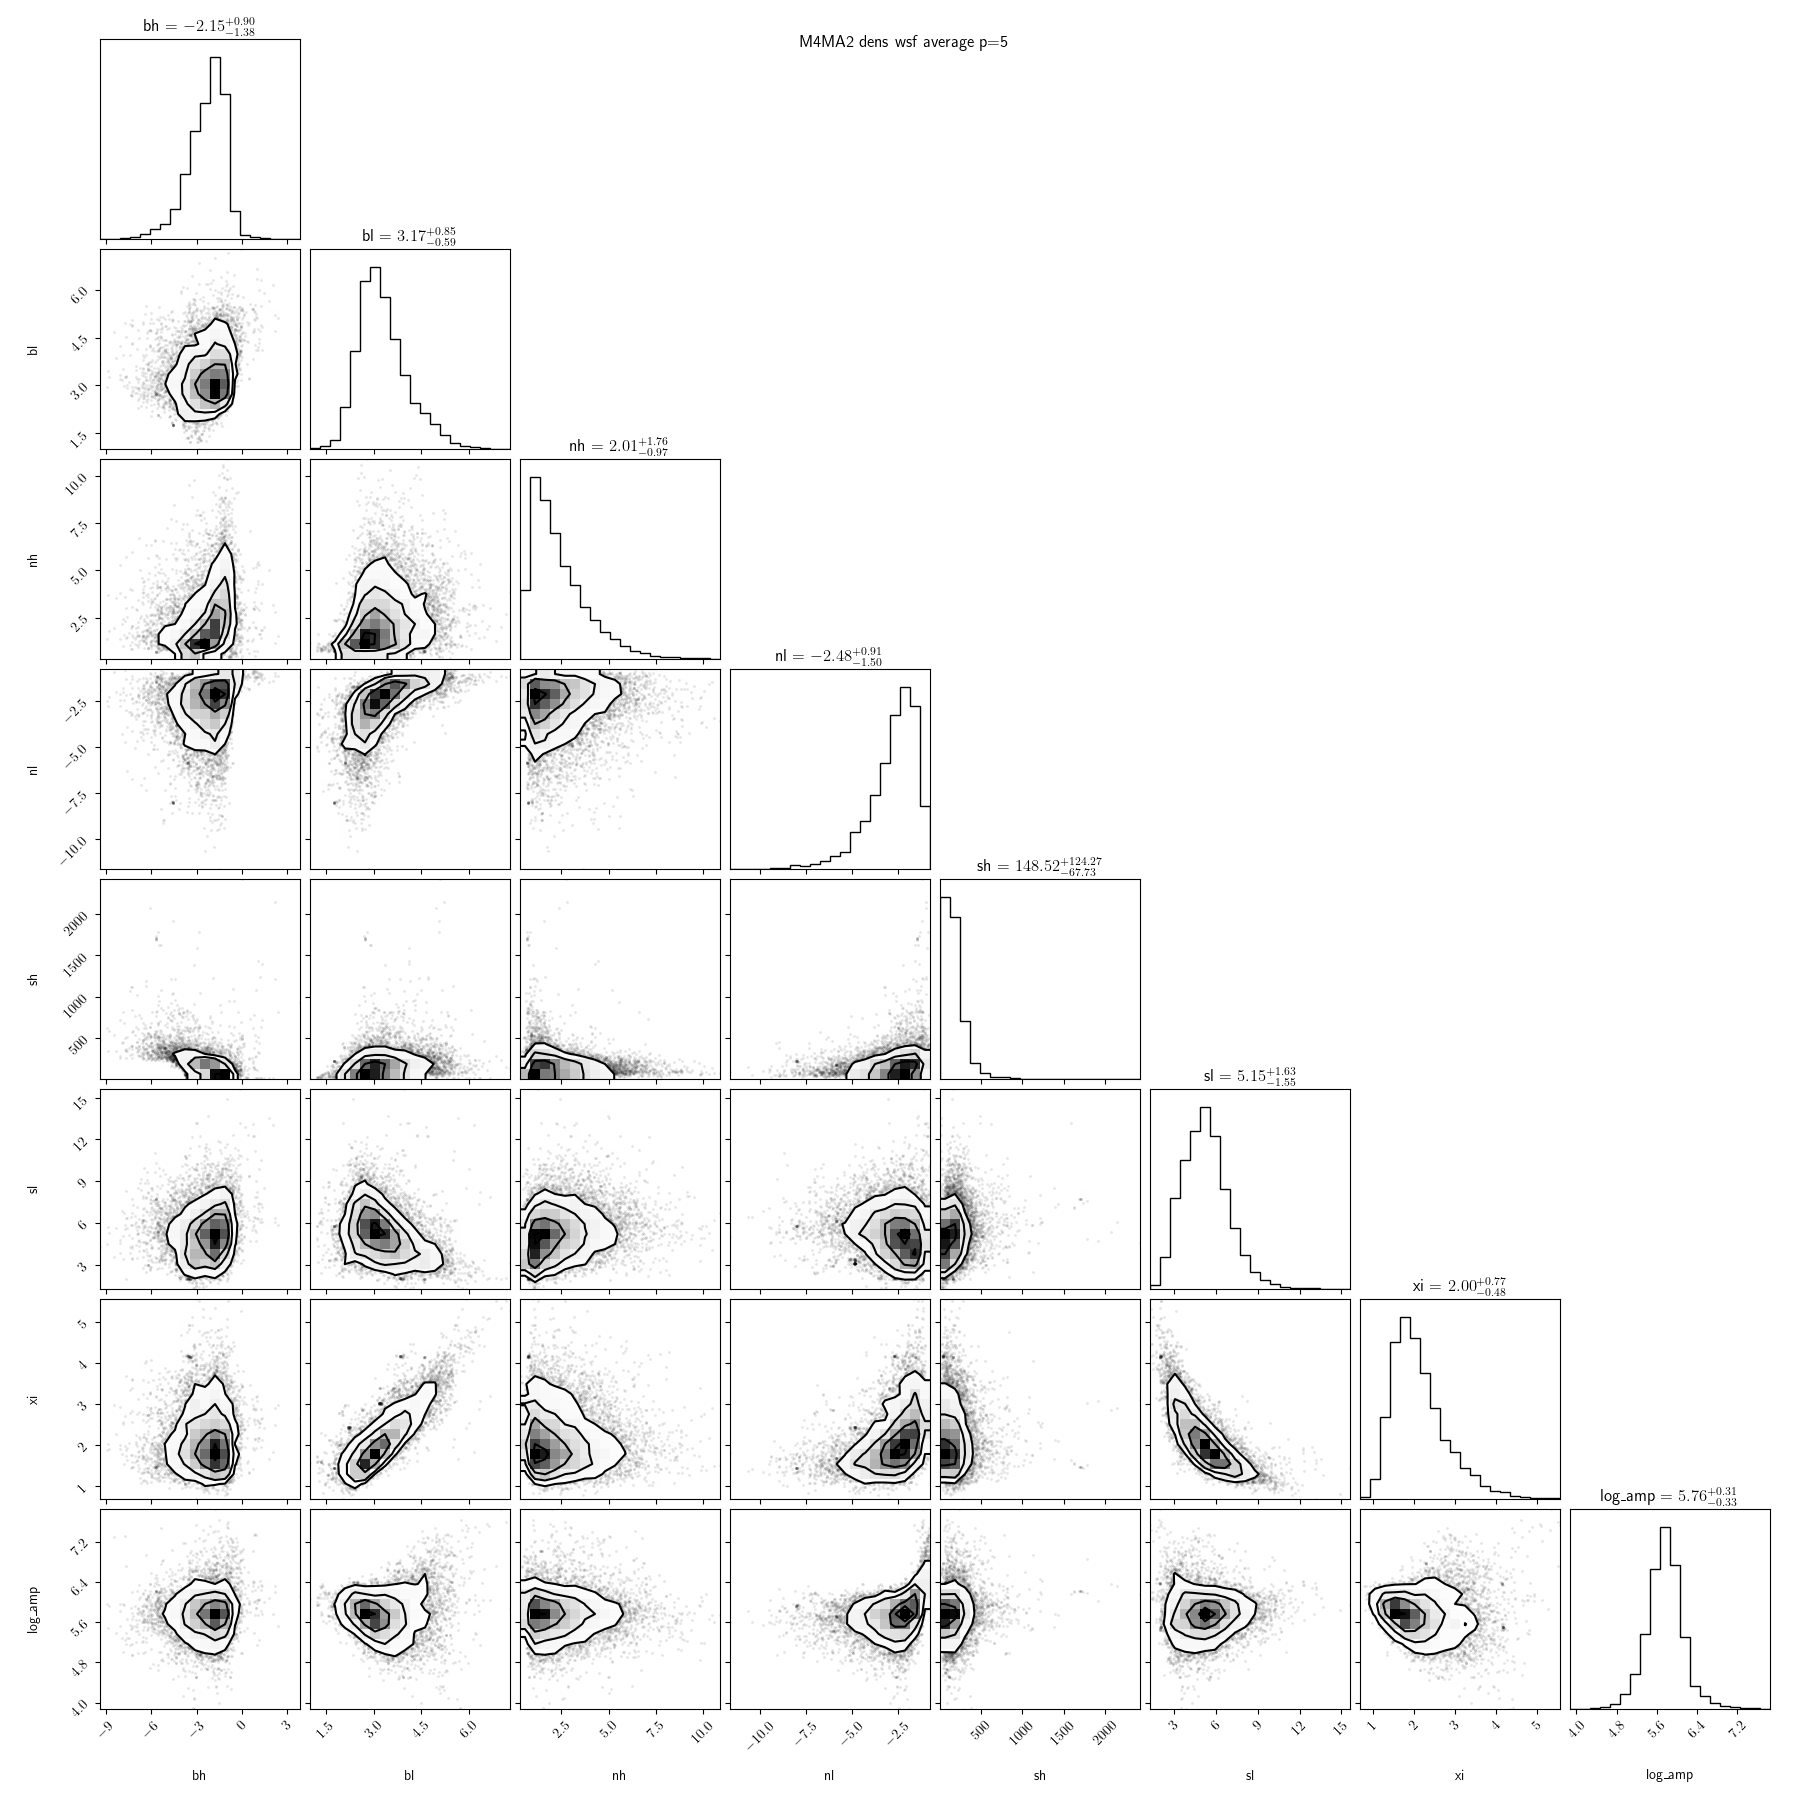 bh = −2.15+0.90−1.38
M4MA2 dens wsf average p=5
bl = 3.17+0.85−0.59
6.0
4.5
bl
3.0
1.5
nh = 2.01+1.76−0.97
10.0
7.5
nh
5.0
2.5
nl = −2.48+0.91−1.50
−2.5
−5.0
nl
−7.5
−10.0
sh = 148.52+124.27−67.73
2000
1500
sh
1000
500
sl = 5.15+1.63−1.55
15
12
sl
9
6
3
xi = 2.00+0.77−0.48
5
4
xi
3
2
1
log_amp = 5.76+0.31−0.33
7.2
6.4
log_amp
5.6
4.8
4.0
−9 −6 −3 0 3 1.5 3.0 4.5 6.0 2.5 5.0 7.5 10.0 −10.0 −7.5 −5.0 −2.5 500 1000 1500 2000 3 6 9 12 15 1 2 3 4 5 4.0 4.8 5.6 6.4 7.2
bh bl nh nl sh sl xi log_amp